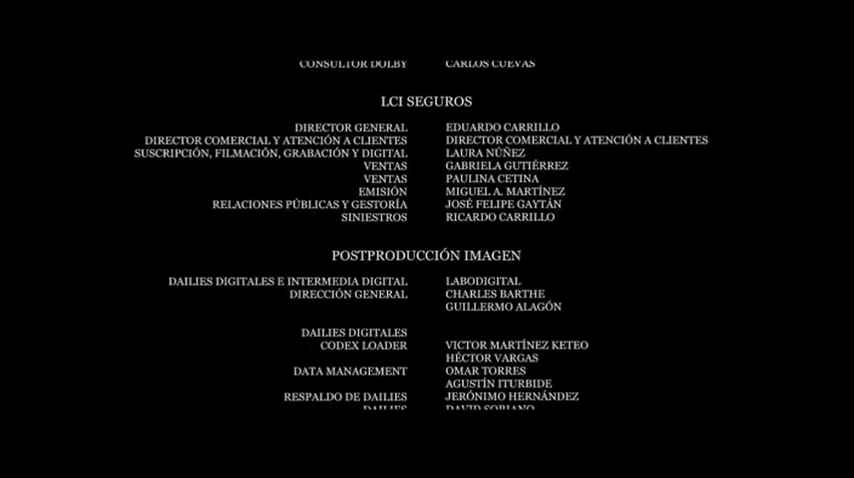 CONSULTOR DOLBY CARLOS CUEVAS
LCI SEGUROS
DIRECTOR GENERAL EDUARDO CARRILLO
DIRECTOR COMERCIAL Y ATENCIÓN A CLIENTES DIRECTOR COMERCIAL Y ATENCIÓN A CLIENTES
SUSCRIPCIÓN, FILMACIÓN, GRABACIÓN Y DIGITAL LAURA NÚÑEZ
VENTAS GABRIELA GUTIÉRREZ
VENTAS PAULINA CETINA
EMISIÓN MIGUEL A. MARTÍNEZ
RELACIONES PÚBLICAS Y GESTORÍA JOSÉ FELIPE GAYTÁN
SINIESTROS RICARDO CARRILLO
POSTPRODUCCIÓN IMAGEN
DAILIES DIGITALES E INTERMEDIA DIGITAL LABODIGITAL
DIRECCIÓN GENERAL CHARLES BARTHE
GUILLERMO ALAGÓN
DAILIES DIGITALES
CODEX LOADER VICTOR MARTÍNEZ KETEO
HÉCTOR VARGAS
DATA MANAGEMENT OMAR TORRES
AGUSTÍN ITURBIDE
RESPALDO DE DAILIES JERÓNIMO HERNÁNDEZ
DAILIES DAVID SORIANO